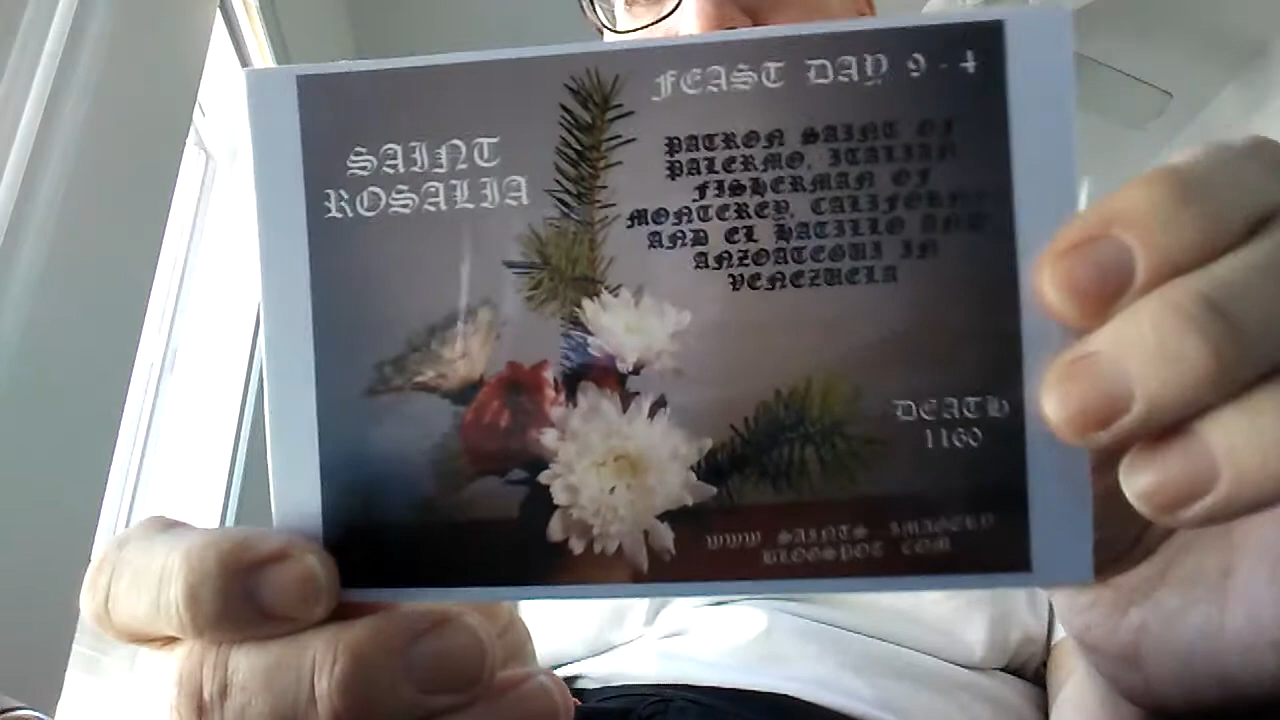 SAINT
ROSALIA
FEAST DAY 9-4
PATRON SAINT OF
PALERMO, ITALIAN
FISHERMAN OF
MONTEREY, CALIFORNIA
AND EL HATILLO AND
ANZOATEGUI IN
VENEZUELA
DEATH
1160
WWW SAINTS IMAGERY
BLOGSPOT COM